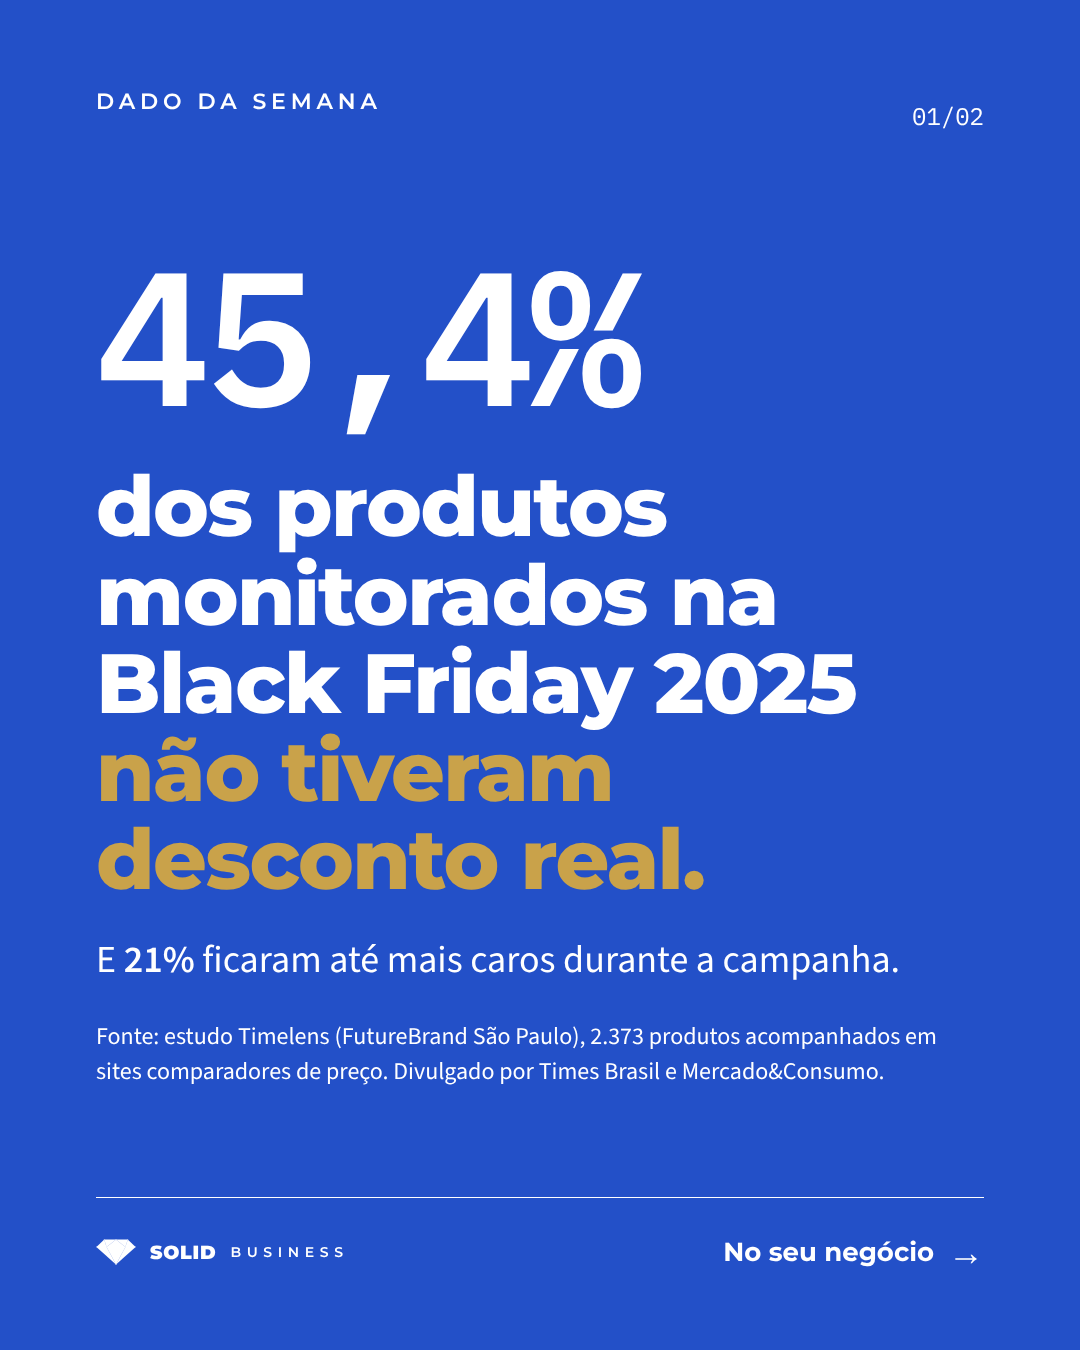 DADO DA SEMANA
01/02
45,4%
dos produtos
monitorados na
Black Friday 2025
não tiveram
desconto real.
E 21% ficaram até mais caros durante a campanha.
Fonte: estudo Timelens (FutureBrand São Paulo), 2.373 produtos acompanhados em
sites comparadores de preço. Divulgado por Times Brasil e Mercado&Consumo.
SOLID BUSINESS
No seu negócio →